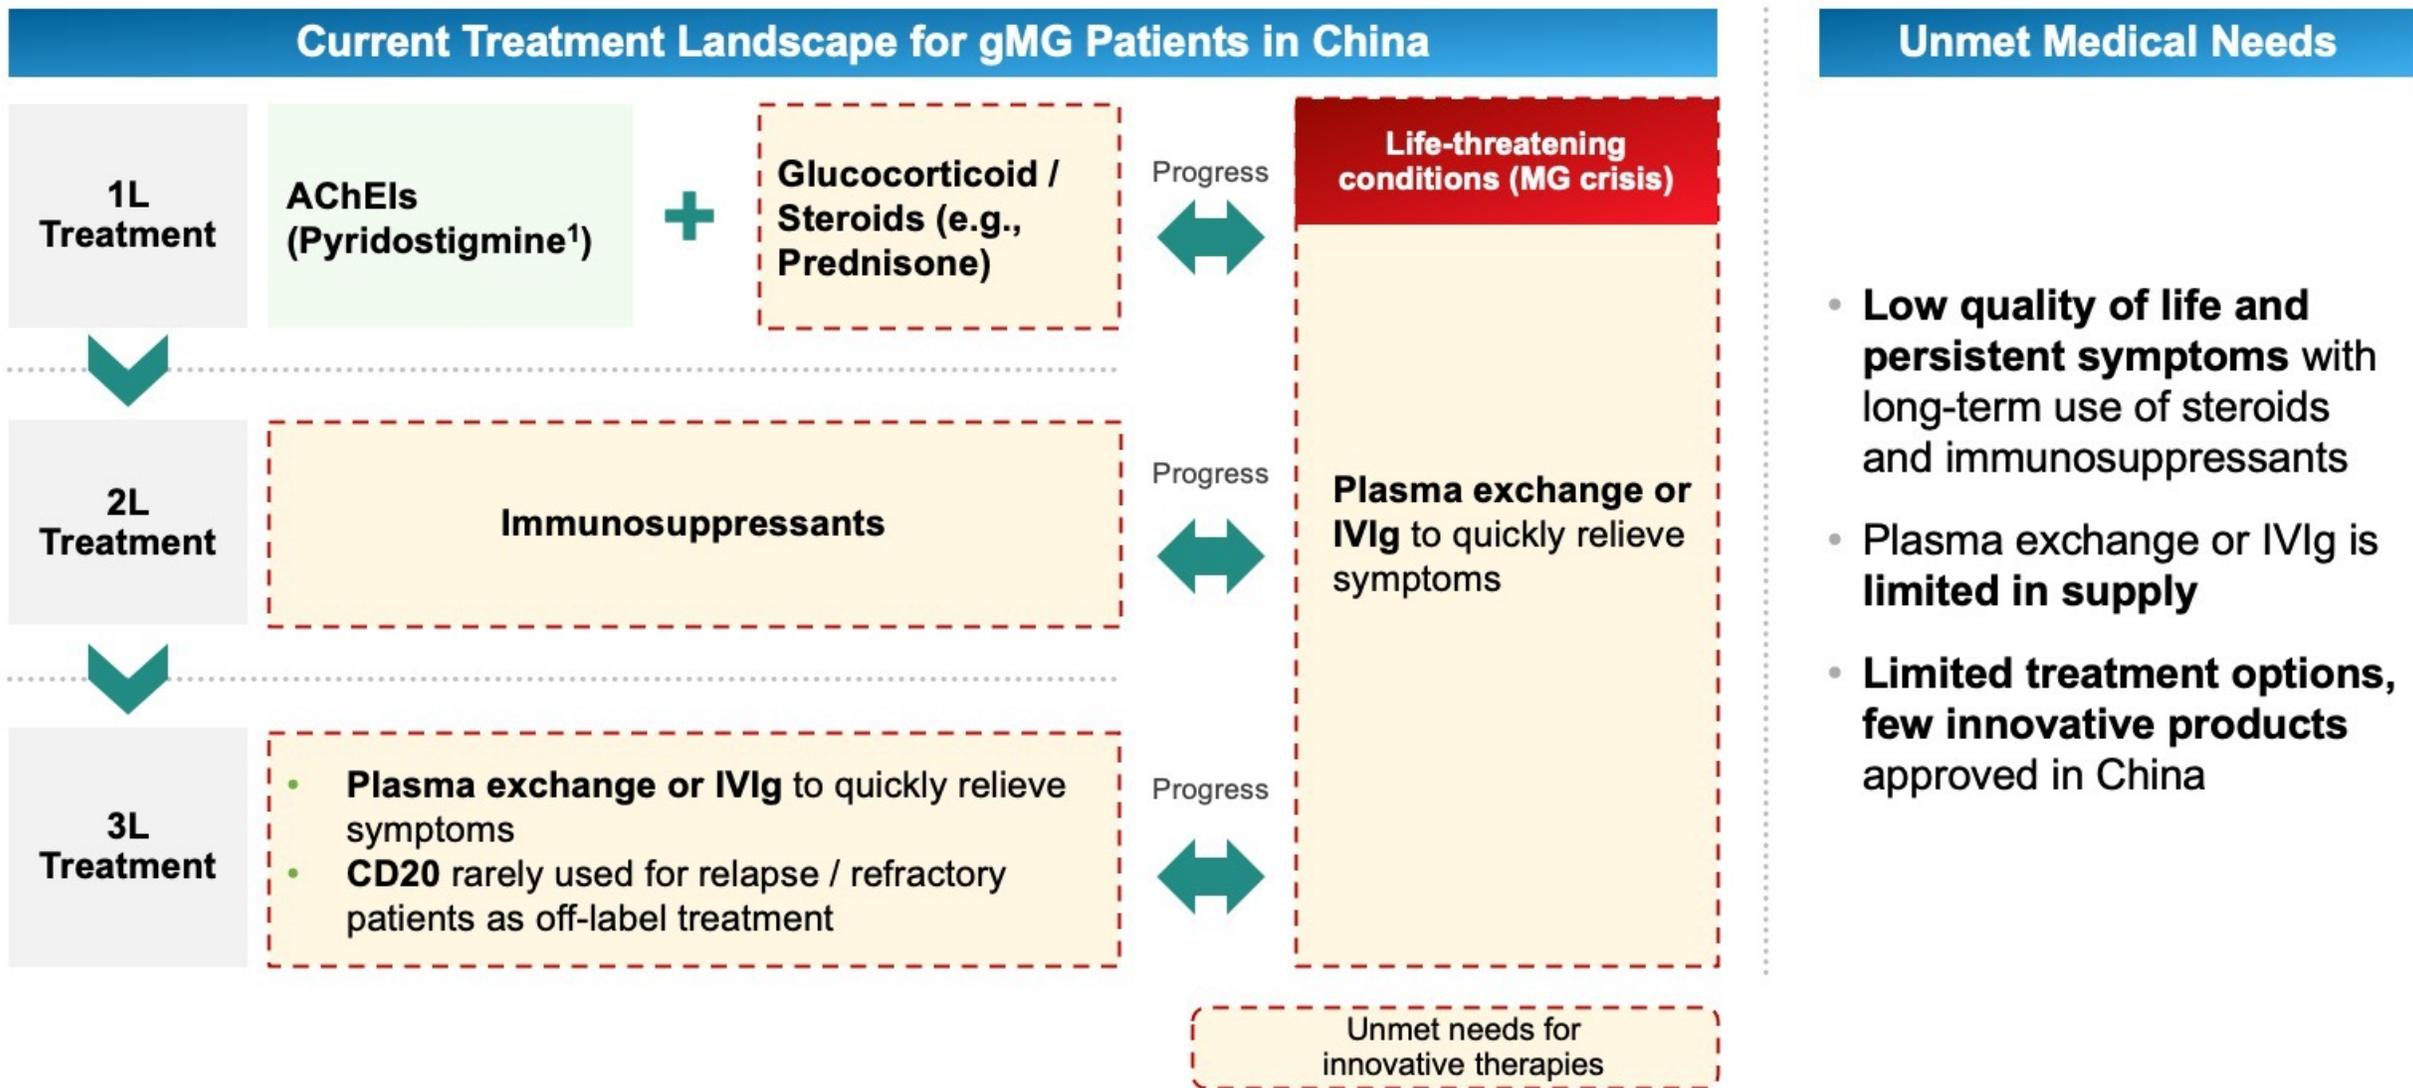 Current Treatment Landscape for gMG Patients in China
Unmet Medical Needs
1L
Treatment
AChEIs
(Pyridostigmine¹)
Glucocorticoid /
Steroids (e.g.,
Prednisone)
Progress
Life-threatening
conditions (MG crisis)
2L
Treatment
Immunosuppressants
Progress
Plasma exchange or
IVIg to quickly relieve
symptoms
3L
Treatment
• Plasma exchange or IVIg to quickly relieve
symptoms
• CD20 rarely used for relapse / refractory
patients as off-label treatment
Progress
Unmet needs for
innovative therapies
• Low quality of life and
persistent symptoms with
long-term use of steroids
and immunosuppressants
• Plasma exchange or IVIg is
limited in supply
• Limited treatment options,
few innovative products
approved in China